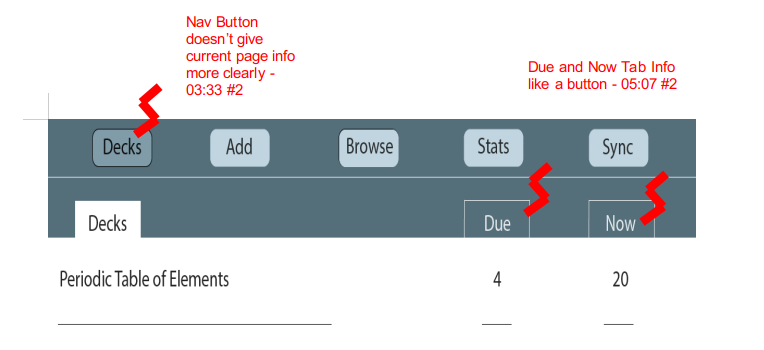 Nav Button
doesn't give
current page info
more clearly -
03:33 #2
Due and Now Tab Info
like a button - 05:07 #2
Decks Add Browse Stats Sync
Decks Due Now
Periodic Table of Elements 4 20